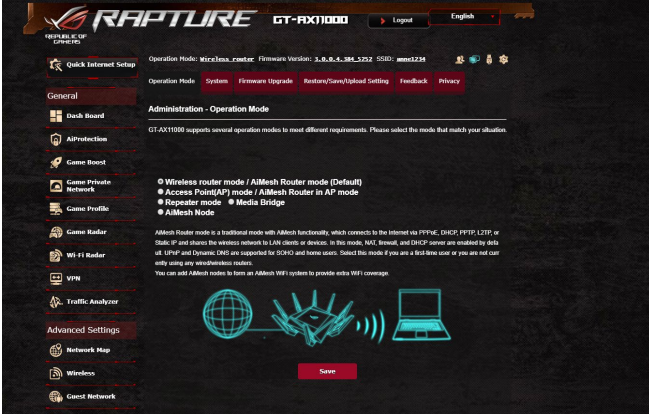 RAPTURE GT-AX11000 Logout English
REPUBLIC OF
GAMERS
Quick Internet Setup
Operation Mode: Wireless router Firmware Version: 3.0.0.4.384_5252 SSID: anne1234
Operation Mode System Firmware Upgrade Restore/Save/Upload Setting Feedback Privacy
General
Dash Board
AiProtection
Game Boost
Game Private
Network
Game Profile
Game Radar
Wi-Fi Radar
VPN
Traffic Analyzer
Advanced Settings
Network Map
Wireless
Guest Network
Administration - Operation Mode
GT-AX11000 supports several operation modes to meet different requirements. Please select the mode that match your situation.
Wireless router mode / AiMesh Router mode (Default)
Access Point(AP) mode / AiMesh Router in AP mode
Repeater mode Media Bridge
AiMesh Node
AiMesh Router mode is a traditional mode with AiMesh functionality, which connects to the Internet via PPPoE, DHCP, PPTP, L2TP, or
Static IP and shares the wireless network to LAN clients or devices. In this mode, NAT, firewall, and DHCP server are enabled by defa
ult. UPnP and Dynamic DNS are supported for SOHO and home users. Select this mode if you are a first-time user or you are not curr
ently using any wired/wireless routers.
You can add AiMesh nodes to form an AiMesh WiFi system to provide extra WiFi coverage.
Save